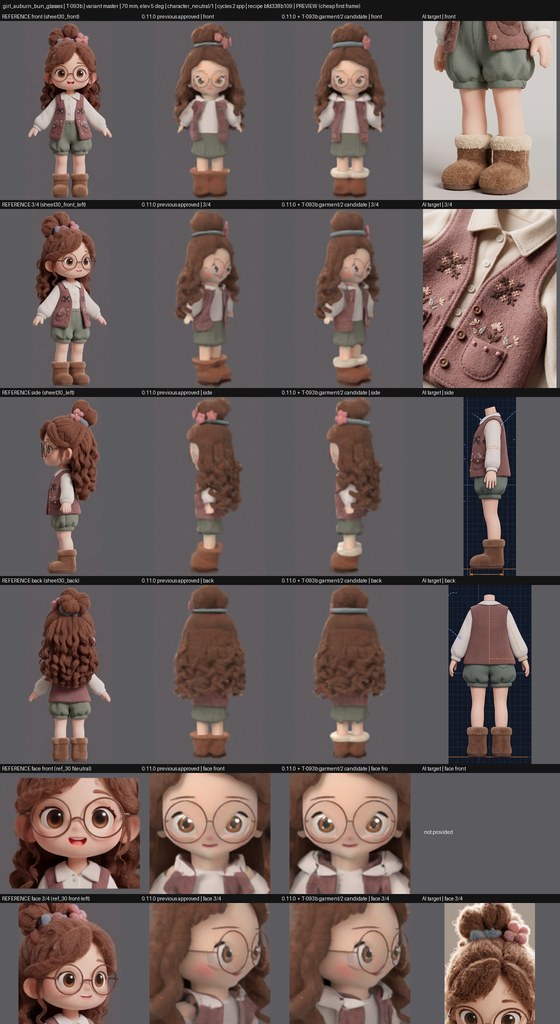 girl_auburn_bun_glasses | T-093b | variant master | 70 mm, elev 5 deg | character_neutral/1 | cycles 2 spp | recipe bfd338b109 | PREVIEW (cheap first frame)
REFERENCE (sheet30_front) 0.11.0 previous approved | front 0.11.0 + T-093b garment/2 candidate | front AI target | front
REFERENCE 3/4 (sheet30_front_left) 0.11.0 previous approved | 3/4 0.11.0 + T-093b garment/2 candidate | 3/4 AI target | 3/4
REFERENCE side (sheet30_left) 0.11.0 previous approved | side 0.11.0 + T-093b garment/2 candidate | side AI target | side
REFERENCE back (sheet30_back) 0.11.0 previous approved | back 0.11.0 + T-093b garment/2 candidate | back AI target | back
REFERENCE face front (ref_30 Neutral) 0.11.0 previous approved | face front 0.11.0 + T-093b garment/2 candidate | face fro AI target | face front
not provided
REFERENCE face 3/4 (ref_30 front-left) 0.11.0 previous approved | face 3/4 0.11.0 + T-093b garment/2 candidate | face 3/4 AI target | face 3/4